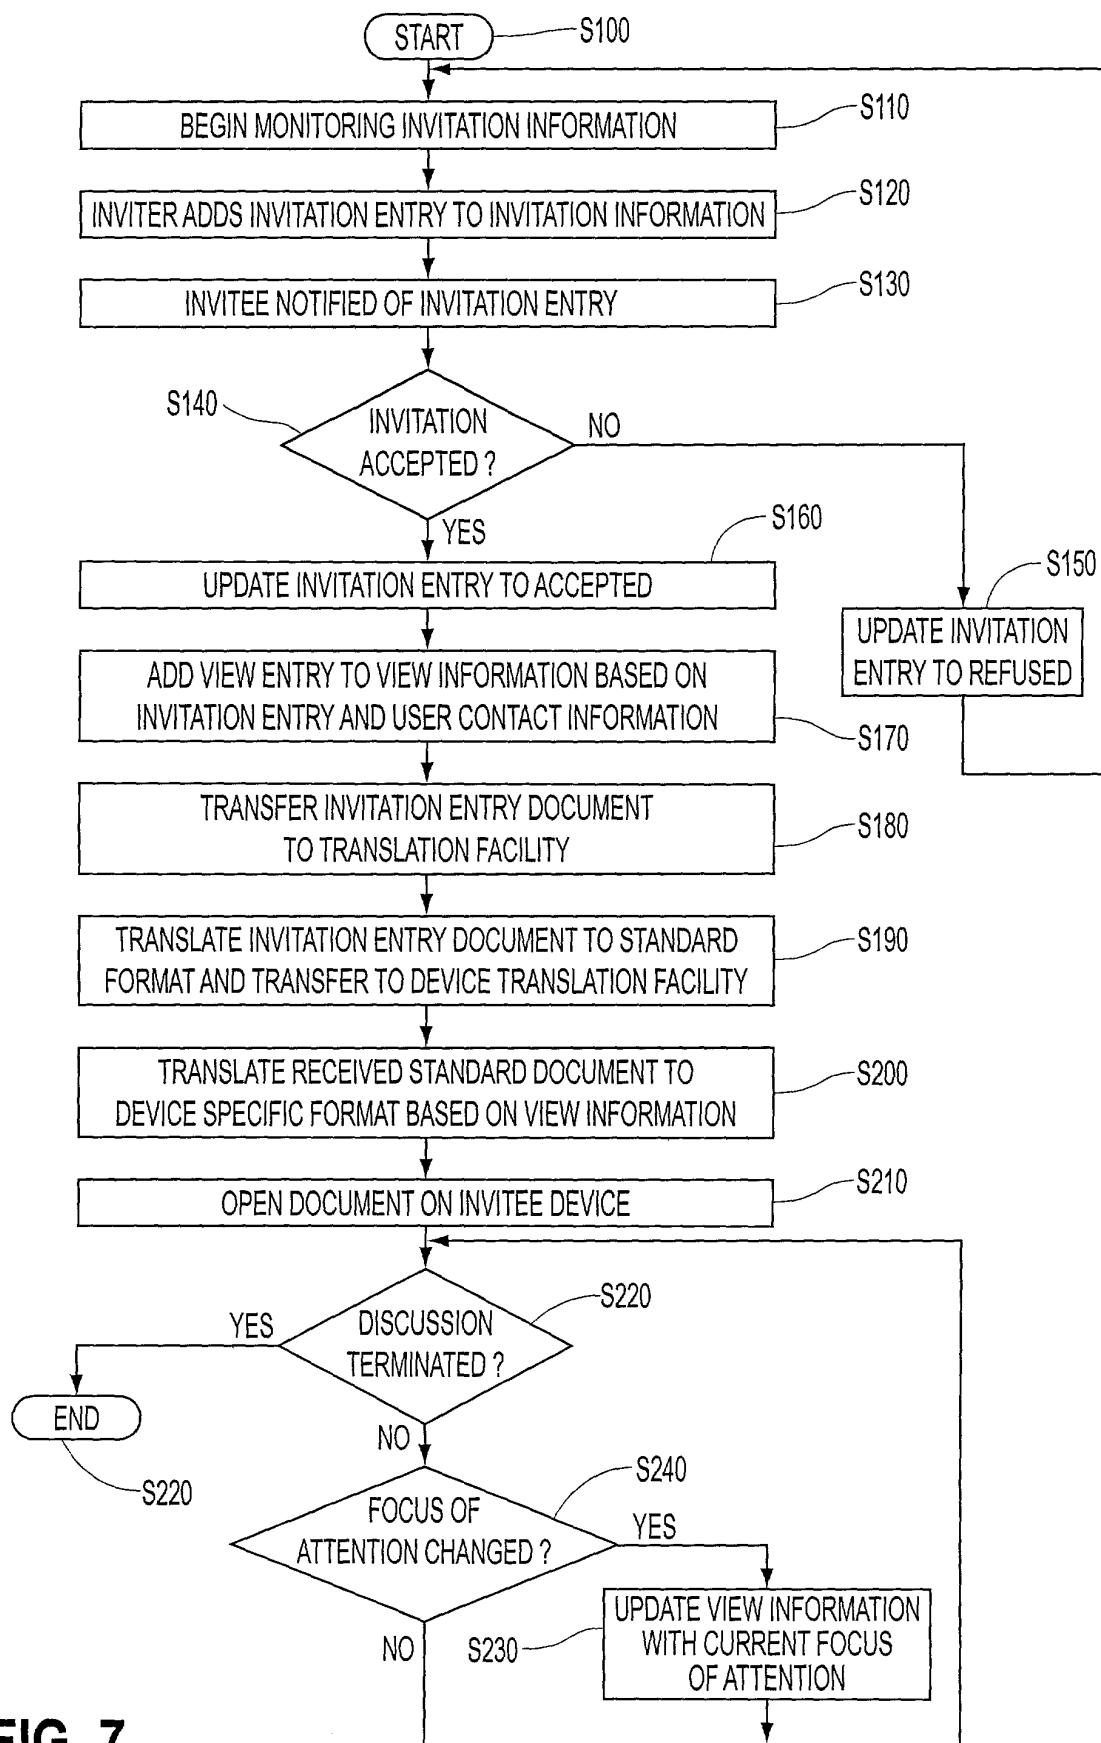 START
S100
BEGIN MONITORING INVITATION INFORMATION
S110
INVITER ADDS INVITATION ENTRY TO INVITATION INFORMATION
S120
INVITEE NOTIFIED OF INVITATION ENTRY
S130
S140
INVITATION
ACCEPTED ?
NO
YES
S160
UPDATE INVITATION ENTRY TO ACCEPTED
S150
UPDATE INVITATION
ENTRY TO REFUSED
ADD VIEW ENTRY TO VIEW INFORMATION BASED ON
INVITATION ENTRY AND USER CONTACT INFORMATION
S170
TRANSFER INVITATION ENTRY DOCUMENT
TO TRANSLATION FACILITY
S180
TRANSLATE INVITATION ENTRY DOCUMENT TO STANDARD
FORMAT AND TRANSFER TO DEVICE TRANSLATION FACILITY
S190
TRANSLATE RECEIVED STANDARD DOCUMENT TO
DEVICE SPECIFIC FORMAT BASED ON VIEW INFORMATION
S200
OPEN DOCUMENT ON INVITEE DEVICE
S210
DISCUSSION
TERMINATED ?
S220
YES
END
S220
NO
FOCUS OF
ATTENTION CHANGED ?
S240
YES
UPDATE VIEW INFORMATION
WITH CURRENT FOCUS
OF ATTENTION
S230
NO
FIG. 7